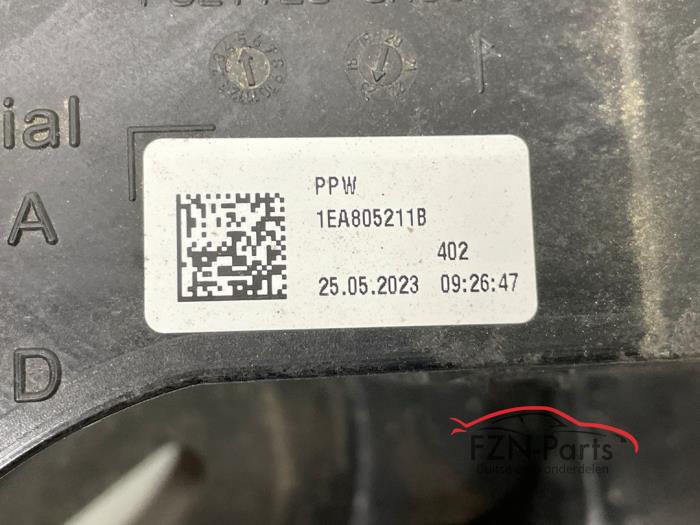 ial
A
PPW
1EA805211B
402
25.05.2023 09:26:47
D
FZN-Parts